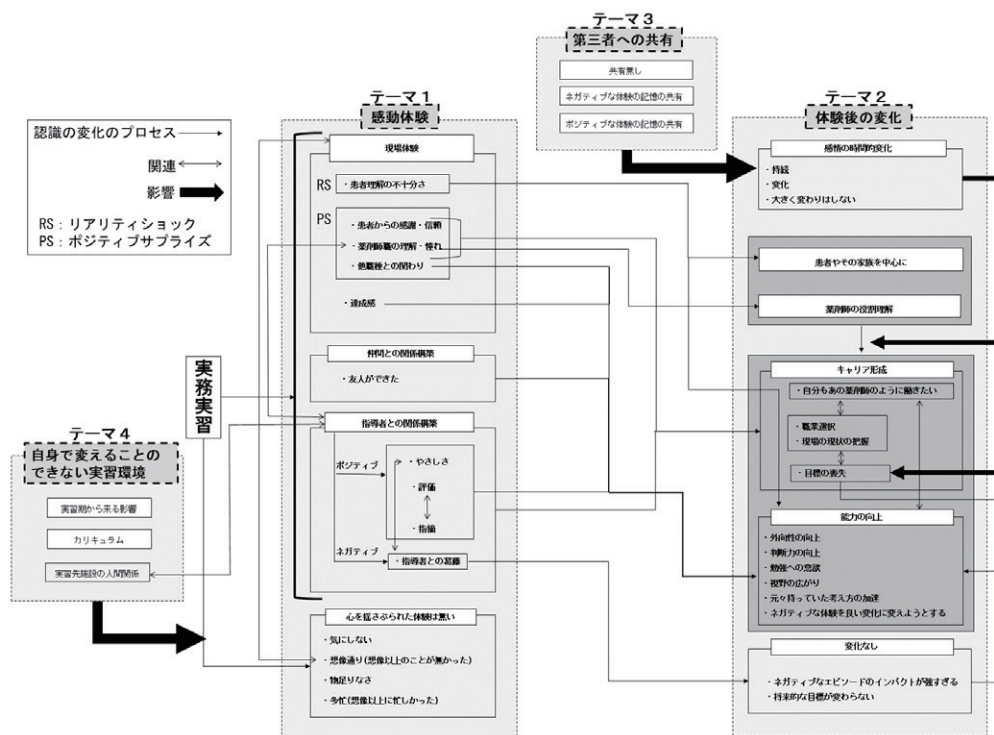 テーマ3
第三者への共有
共有無し
ネガティブな体験の記憶の共有
ポジティブな体験の記憶の共有
認識の変化のプロセス
関連
影響
RS:リアリティショック
PS:ポジティブサプライズ
テーマ1
感動体験
現場体験
RS
・患者理解の不十分さ
PS
・患者からの感謝・信頼
・薬剤師職の理解・憧れ
・他職種との関わり
・達成感
仲間との関係構築
・友人ができた
指導者との関係構築
ポジティブ
・やさしさ
・評価
・指摘
ネガティブ
・指導者との葛藤
心を揺さぶられた体験は無い
・気にしない
・想像通り(想像以上のことが無かった)
・物足りなさ
・多忙(想像以上に忙しかった)
実務実習
テーマ4
自身で変えることの
できない実習環境
実習期から来る影響
カリキュラム
実習先施設の人間関係
テーマ2
体験後の変化
感情の時間的変化
・持続
・変化
・大きく変わりはしない
患者やその家族を中心に
薬剤師の役割理解
キャリア形成
・自分もあの薬剤師のように働きたい
・職業選択
・現場の現状の把握
・目標の喪失
能力の向上
・外向性の向上
・判断力の向上
・勉強への意欲
・視野の広がり
・元々持っていた考え方の加速
・ネガティブな体験を良い変化に変えようとする
変化なし
・ネガティブなエピソードのインパクトが強すぎる
・将来的な目標が変わらない